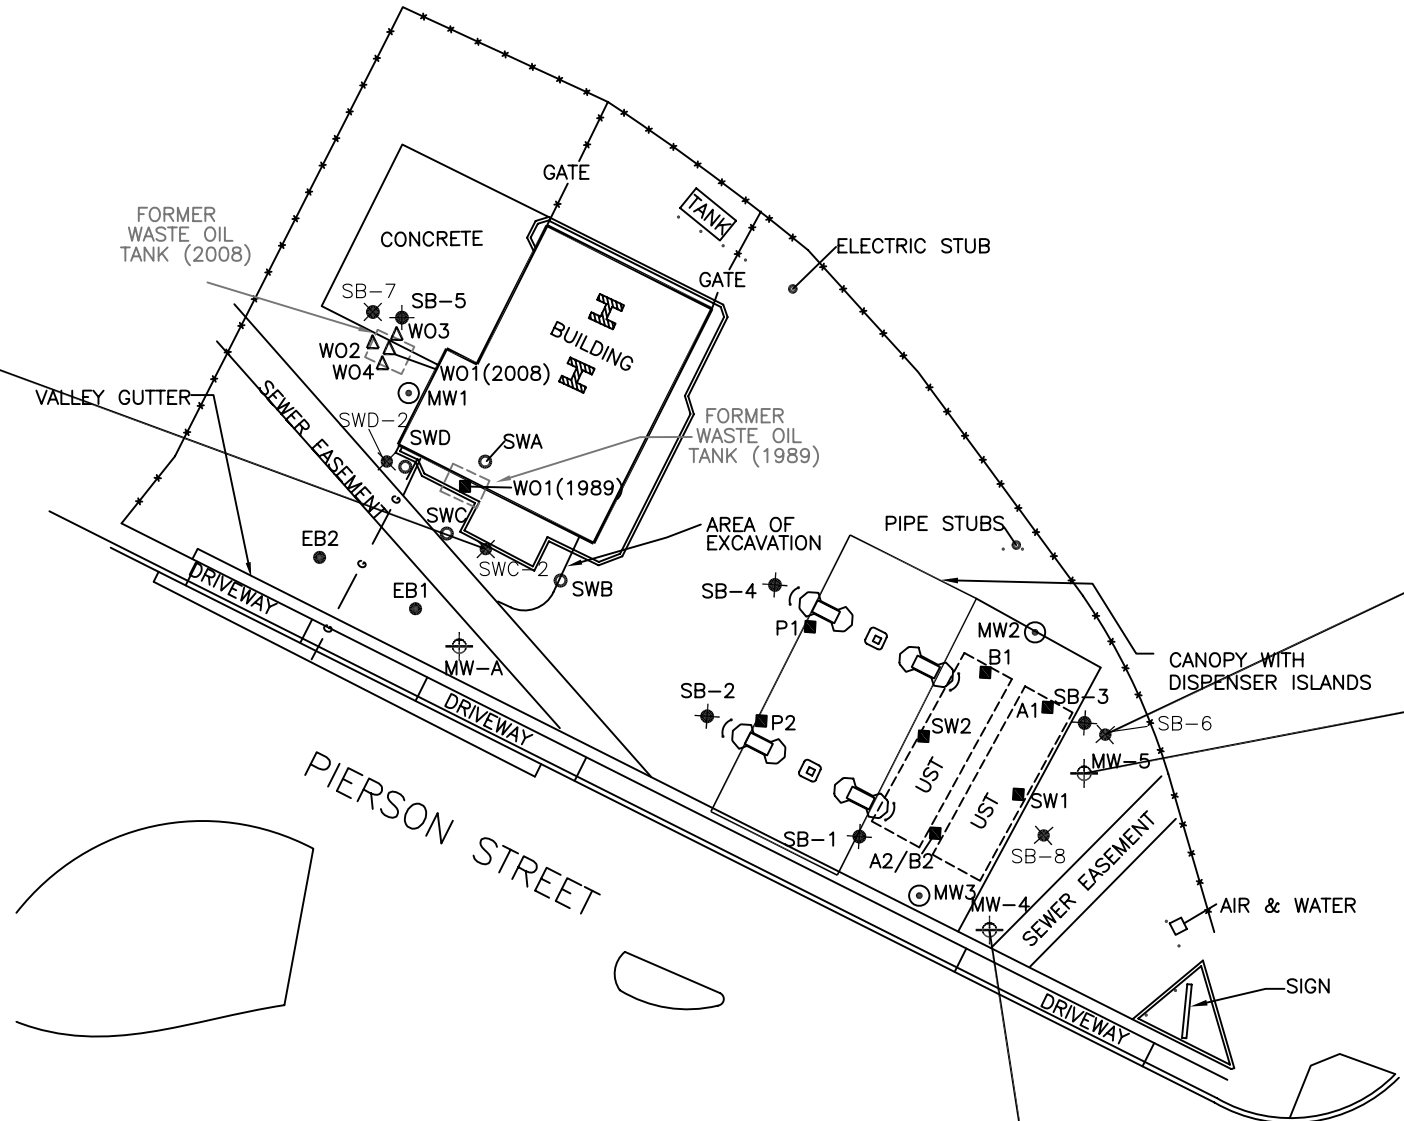 GATE
TANK
FORMER
WASTE OIL
TANK (2008)
CONCRETE
ELECTRIC STUB
GATE
SB-7
SB-5
WO3
WO2
WO4
WO1(2008)
BUILDING
VALLEY GUTTER
MW1
SEWER EASEMENT
SWD-2
SWD
SWA
FORMER
WASTE OIL
TANK (1989)
WO1(1989)
G
SWC
AREA OF
EXCAVATION
PIPE STUBS
EB2
G
SWC-2
SWB
DRIVEWAY
EB1
SB-4
P1
G
MW-A
MW2
B1
CANOPY WITH
DISPENSER ISLANDS
SB-2
P2
DRIVEWAY
SW2
A1
SB-3
SB-6
MW-5
UST
UST
SW1
PIERSON STREET
SB-1
A2/B2
SB-8
SEWER EASEMENT
MW3
MW-4
AIR & WATER
SIGN
DRIVEWAY